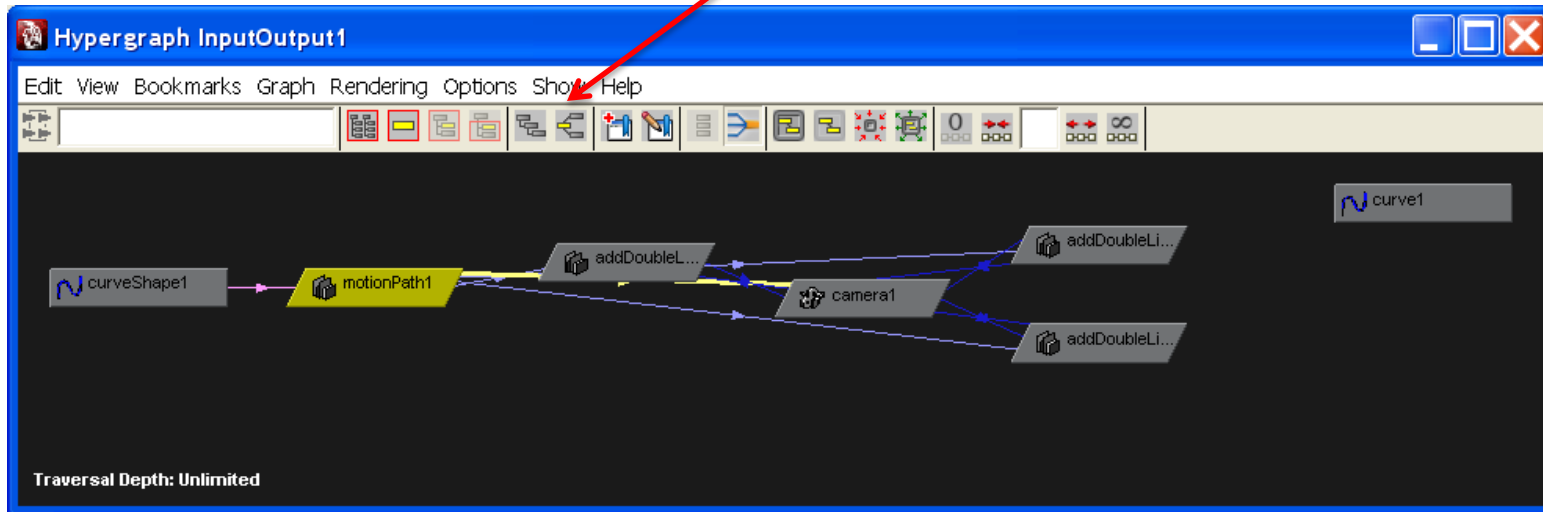 Hypergraph InputOutput1
Edit View Bookmarks Graph Rendering Options Show Help
0
curve1
addDoubleLi...
addDoubleL...
curveShape1
motionPath1
camera1
addDoubleLi...
Traversal Depth: Unlimited